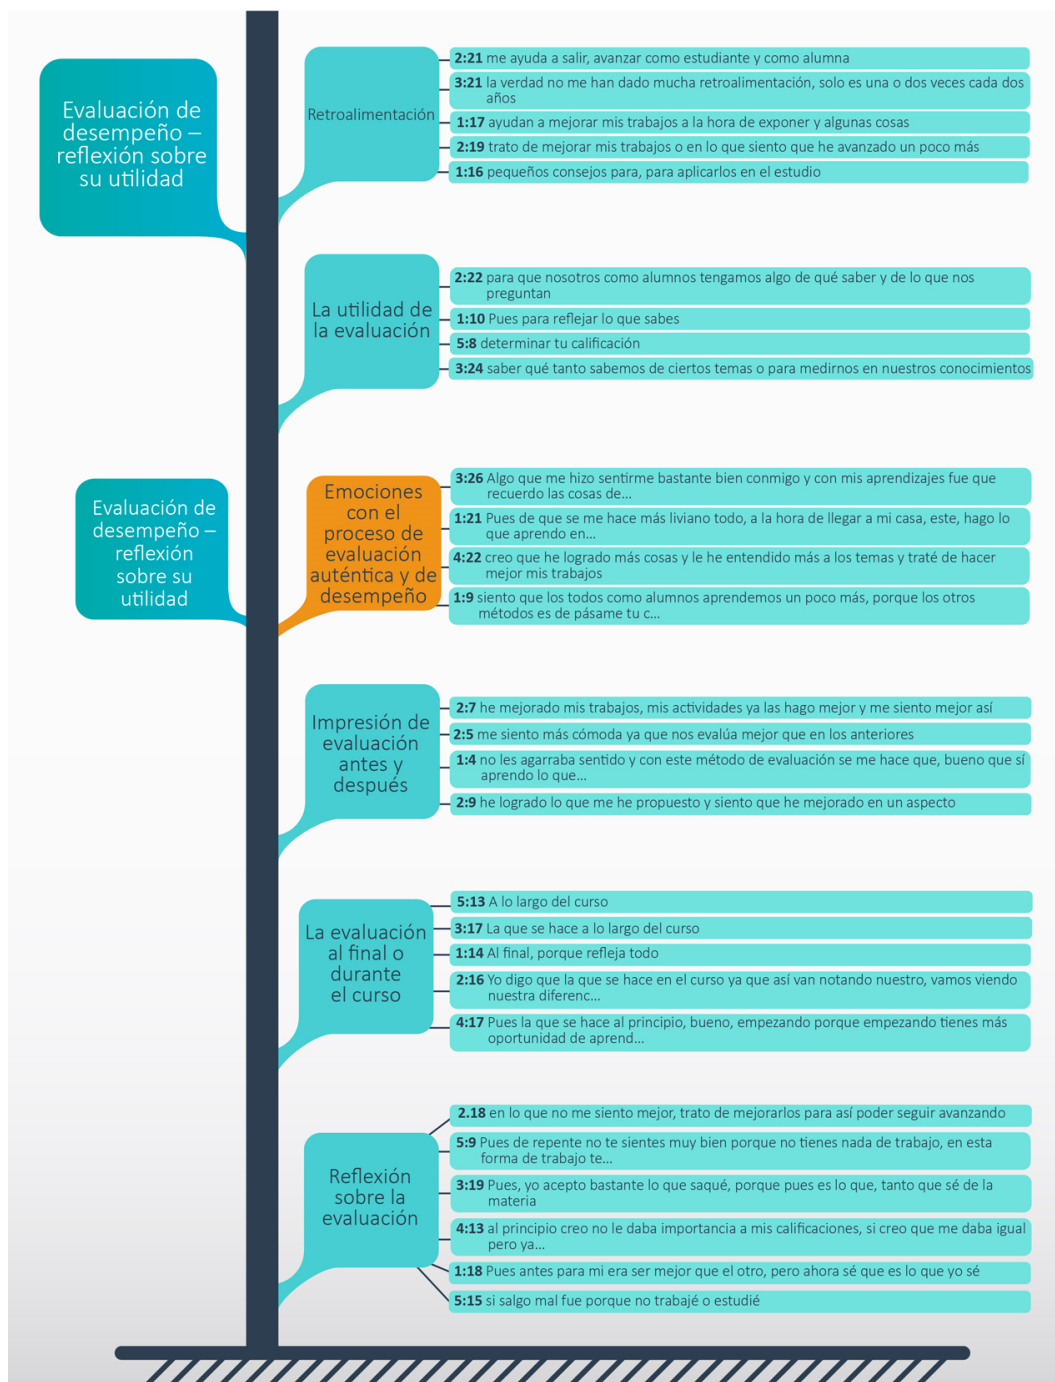 Evaluación de
desempeño –
reflexión sobre
su utilidad
Retroalimentación
2:21 me ayuda a salir, avanzar como estudiante y como alumna
3:21 la verdad no me han dado mucha retroalimentación, solo es una o dos veces cada dos
años
1:17 ayudan a mejorar mis trabajos a la hora de exponer y algunas cosas
2:19 trato de mejorar mis trabajos o en lo que siento que he avanzado un poco más
1:16 pequeños consejos para, para aplicarlos en el estudio
La utilidad de
la evaluación
2:22 para que nosotros como alumnos tengamos algo de qué saber y de lo que nos
preguntan
1:10 Pues para reflejar lo que sabes
5:8 determinar tu calificación
3:24 saber qué tanto sabemos de ciertos temas o para medirnos en nuestros conocimientos
Evaluación de
desempeño –
reflexión
sobre su
utilidad
Emociones
con el
proceso de
evaluación
auténtica y de
desempeño
3:26 Algo que me hizo sentirme bastante bien conmigo y con mis aprendizajes fue que
recuerdo las cosas de...
1:21 Pues de que se me hace más liviano todo, a la hora de llegar a mi casa, este, hago lo
que aprendo en...
4:22 creo que he logrado más cosas y le he entendido más a los temas y traté de hacer
mejor mis trabajos
1:9 siento que los todos como alumnos aprendemos un poco más, porque los otros
métodos es de pásame tu c...
Impresión de
evaluación
antes y
después
2:7 he mejorado mis trabajos, mis actividades ya las hago mejor y me siento mejor así
2:5 me siento más cómoda ya que nos evalúa mejor que en los anteriores
1:4 no les agarraba sentido y con este método de evaluación se me hace que, bueno que sí
aprendo lo que...
2:9 he logrado lo que me he propuesto y siento que he mejorado en un aspecto
La evaluación
al final o
durante
el curso
5:13 A lo largo del curso
3:17 La que se hace a lo largo del curso
1:14 Al final, porque refleja todo
2:16 Yo digo que la que se hace en el curso ya que así van notando nuestro, vamos viendo
nuestra diferenc...
4:17 Pues la que se hace al principio, bueno, empezando porque empezando tienes más
oportunidad de aprend...
Reflexión
sobre la
evaluación
2.18 en lo que no me siento mejor, trato de mejorarlos para así poder seguir avanzando
5:9 Pues de repente no te sientes muy bien porque no tienes nada de trabajo, en esta
forma de trabajo te...
3:19 Pues, yo acepto bastante lo que saqué, porque pues es lo que, tanto que sé de la
materia
4:13 al principio creo no le daba importancia a mis calificaciones, si creo que me daba igual
pero ya...
1:18 Pues antes para mi era ser mejor que el otro, pero ahora sé que es lo que yo sé
5:15 si salgo mal fue porque no trabajé o estudié